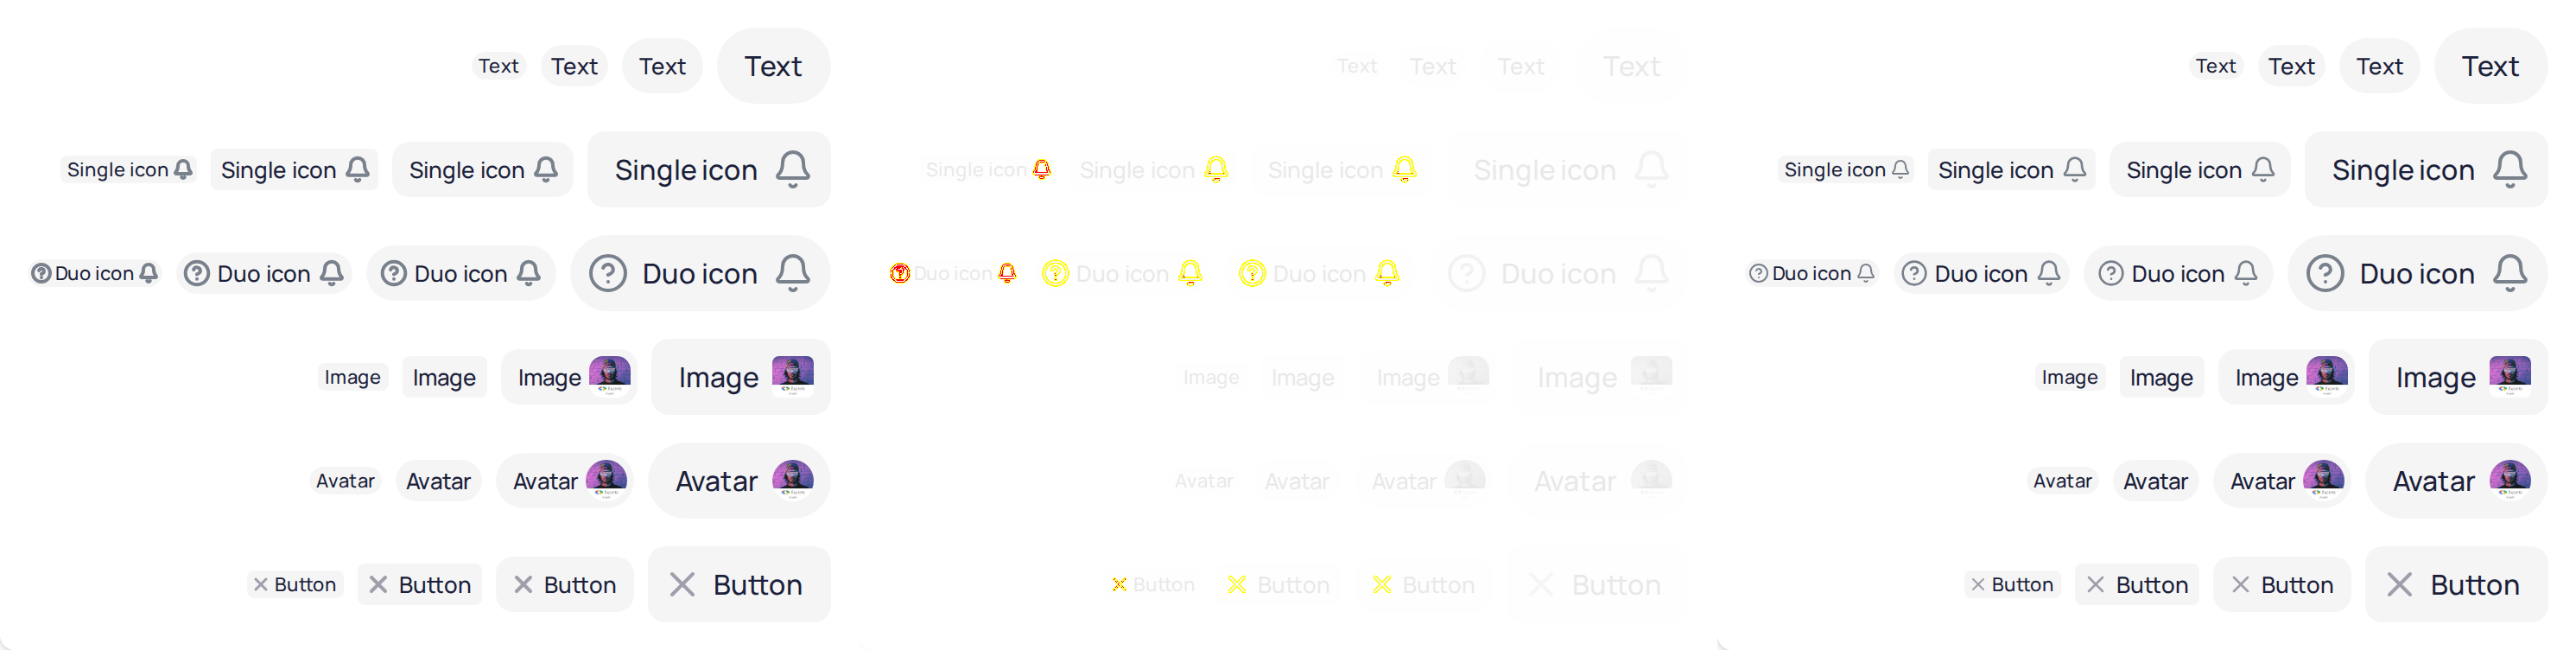 Text Text Text Text Text Text Text Text Text Text Text Text
Single icon Single icon Single icon Single icon Single icon Single icon Single icon Single icon Single icon Single icon Single icon Single icon
Duo icon Duo icon Duo icon Duo icon Duo icon Duo icon Duo icon Duo icon Duo icon Duo icon Duo icon Duo icon
Image Image Image Image Image Image Image Image Image Image Image Image
Avatar Avatar Avatar Avatar Avatar Avatar Avatar Avatar Avatar Avatar Avatar Avatar
Button Button Button Button Button Button Button Button Button Button Button Button